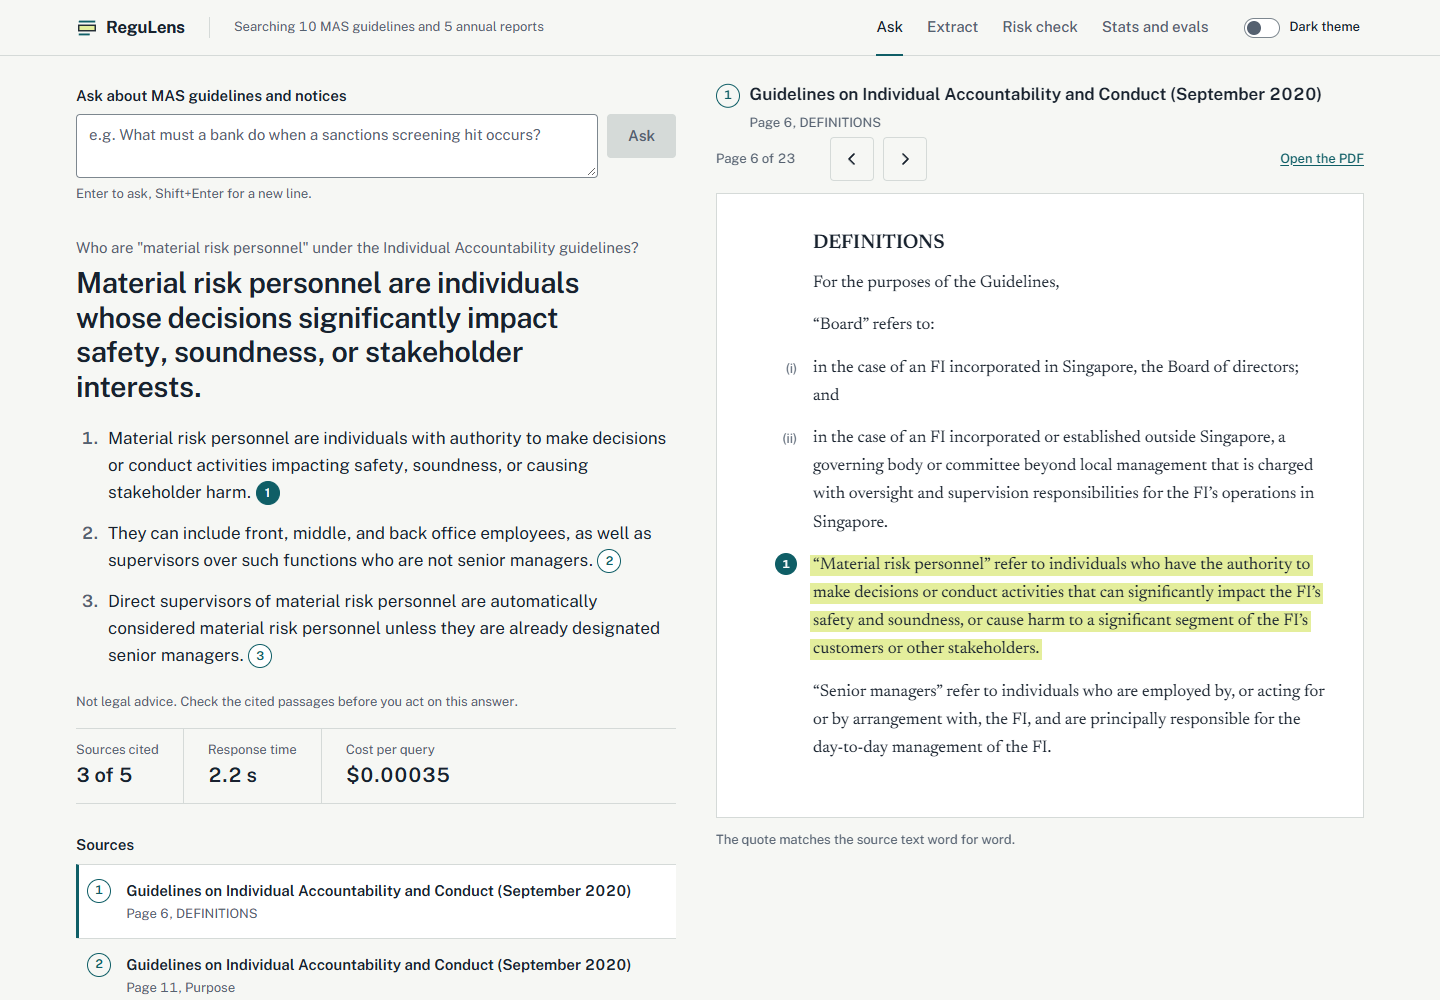 ReguLens
Searching 10 MAS guidelines and 5 annual reports
Ask
Extract
Risk check
Stats and evals
Dark theme
Ask about MAS guidelines and notices
e.g. What must a bank do when a sanctions screening hit occurs?
Ask
Enter to ask, Shift+Enter for a new line.
Who are "material risk personnel" under the Individual Accountability guidelines?
Material risk personnel are individuals
whose decisions significantly impact
safety, soundness, or stakeholder
interests.
1. Material risk personnel are individuals with authority to make decisions
or conduct activities impacting safety, soundness, or causing
stakeholder harm. 1
2. They can include front, middle, and back office employees, as well as
supervisors over such functions who are not senior managers. 2
3. Direct supervisors of material risk personnel are automatically
considered material risk personnel unless they are already designated
senior managers. 3
Not legal advice. Check the cited passages before you act on this answer.
Sources cited
3 of 5
Response time
2.2 s
Cost per query
$0.00035
Sources
1 Guidelines on Individual Accountability and Conduct (September 2020)
Page 6, DEFINITIONS
2 Guidelines on Individual Accountability and Conduct (September 2020)
Page 11, Purpose
1 Guidelines on Individual Accountability and Conduct (September 2020)
Page 6, DEFINITIONS
Page 6 of 23
Open the PDF
DEFINITIONS
For the purposes of the Guidelines,
“Board” refers to:
(i) in the case of an FI incorporated in Singapore, the Board of directors;
and
(ii) in the case of an FI incorporated or established outside Singapore, a
governing body or committee beyond local management that is charged
with oversight and supervision responsibilities for the FI’s operations in
Singapore.
1 “Material risk personnel” refer to individuals who have the authority to
make decisions or conduct activities that can significantly impact the FI’s
safety and soundness, or cause harm to a significant segment of the FI’s
customers or other stakeholders.
“Senior managers” refer to individuals who are employed by, or acting for
or by arrangement with, the FI, and are principally responsible for the
day-to-day management of the FI.
The quote matches the source text word for word.